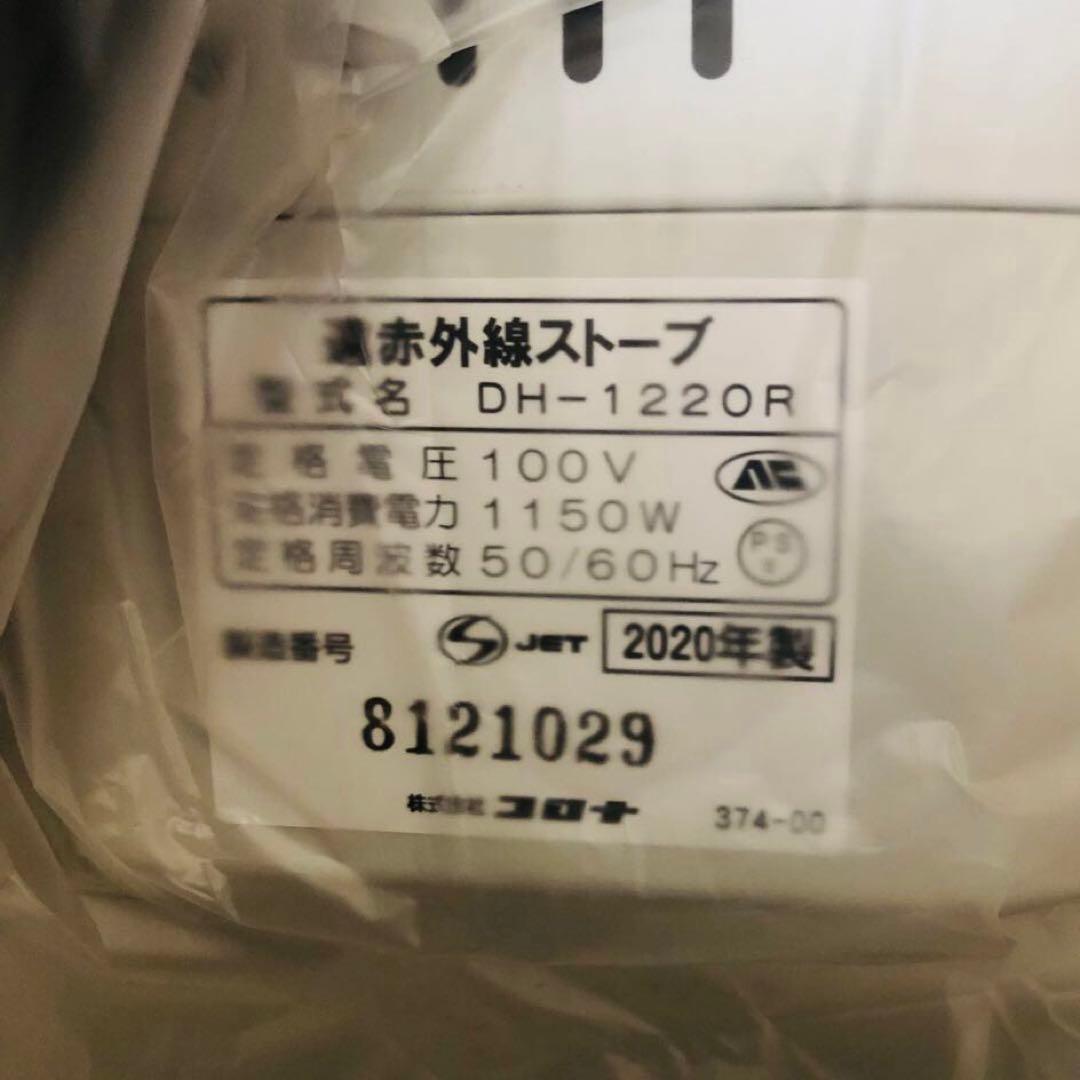 遠赤外線ストーブ
型式名 DH-1220R
定格電圧 100V
定格消費電力 1150W
定格周波数 50/60Hz
PS
E
製造番号 S JET 2020年製
8121029
株式会社 コロナ 374-00